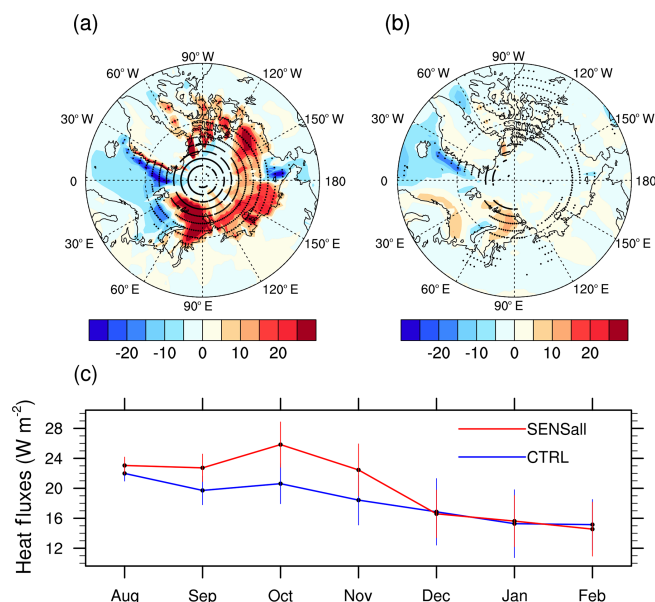 (a) (b)
90° W 90° W
60° W 120° W 60° W 120° W
30° W 150° W 30° W 150° W
0 180 0 180
30° E 150° E 30° E 150° E
60° E 120° E 60° E 120° E
90° E 90° E
-20 -10 0 10 20 -20 -10 0 10 20
(c)
Heat fluxes (W m⁻²)
28
24
20
16
12
SENSall
CTRL
Aug Sep Oct Nov Dec Jan Feb